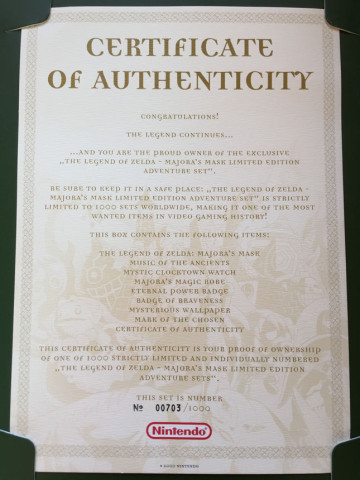 CERTIFICATE
OF AUTHENTICITY
CONGRATULATIONS!
THE LEGEND CONTINUES...
...AND YOU ARE THE PROUD OWNER OF THE EXCLUSIVE
„THE LEGEND OF ZELDA - MAJORA'S MASK LIMITED EDITION
ADVENTURE SET".
BE SURE TO KEEP IT IN A SAFE PLACE: „THE LEGEND OF ZELDA -
MAJORA'S MASK LIMITED EDITION ADVENTURE SET" IS STRICTLY
LIMITED TO 1000 SETS WORLDWIDE, MAKING IT ONE OF THE MOST
WANTED ITEMS IN VIDEO GAMING HISTORY!
THIS BOX CONTAINS THE FOLLOWING ITEMS:
THE LEGEND OF ZELDA: MAJORA'S MASK
MUSIC OF THE ANCIENTS
MYSTIC CLOCKTOWN WATCH
MAJORA'S MAGIC ROBE
ETERNAL POWER BADGE
BADGE OF BRAVENESS
MYSTERIOUS WALLPAPER
MARK OF THE CHOSEN
CERTIFICATE OF AUTHENTICITY
THIS CERTIFICATE OF AUTHENTICITY IS YOUR PROOF OF OWNERSHIP
OF ONE OF 1000 STRICTLY LIMITED AND INDIVIDUALLY NUMBERED
„THE LEGEND OF ZELDA - MAJORA'S MASK LIMITED EDITION
ADVENTURE SETS".
THIS SET IS NUMBER
№ 00703/1000
Nintendo
© 2000 NINTENDO